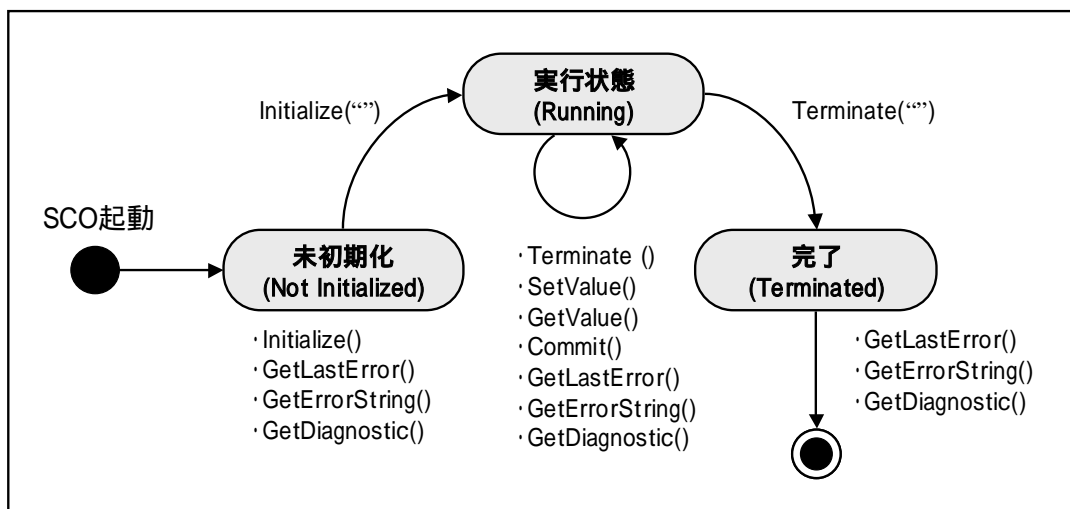 実行状態
(Running)
Initialize(“”)
Terminate(“”)
SCO起動
未初期化
(Not Initialized)
・Initialize()
・GetLastError()
・GetErrorString()
・GetDiagnostic()
・Terminate ()
・SetValue()
・GetValue()
・Commit()
・GetLastError()
・GetErrorString()
・GetDiagnostic()
完了
(Terminated)
・GetLastError()
・GetErrorString()
・GetDiagnostic()